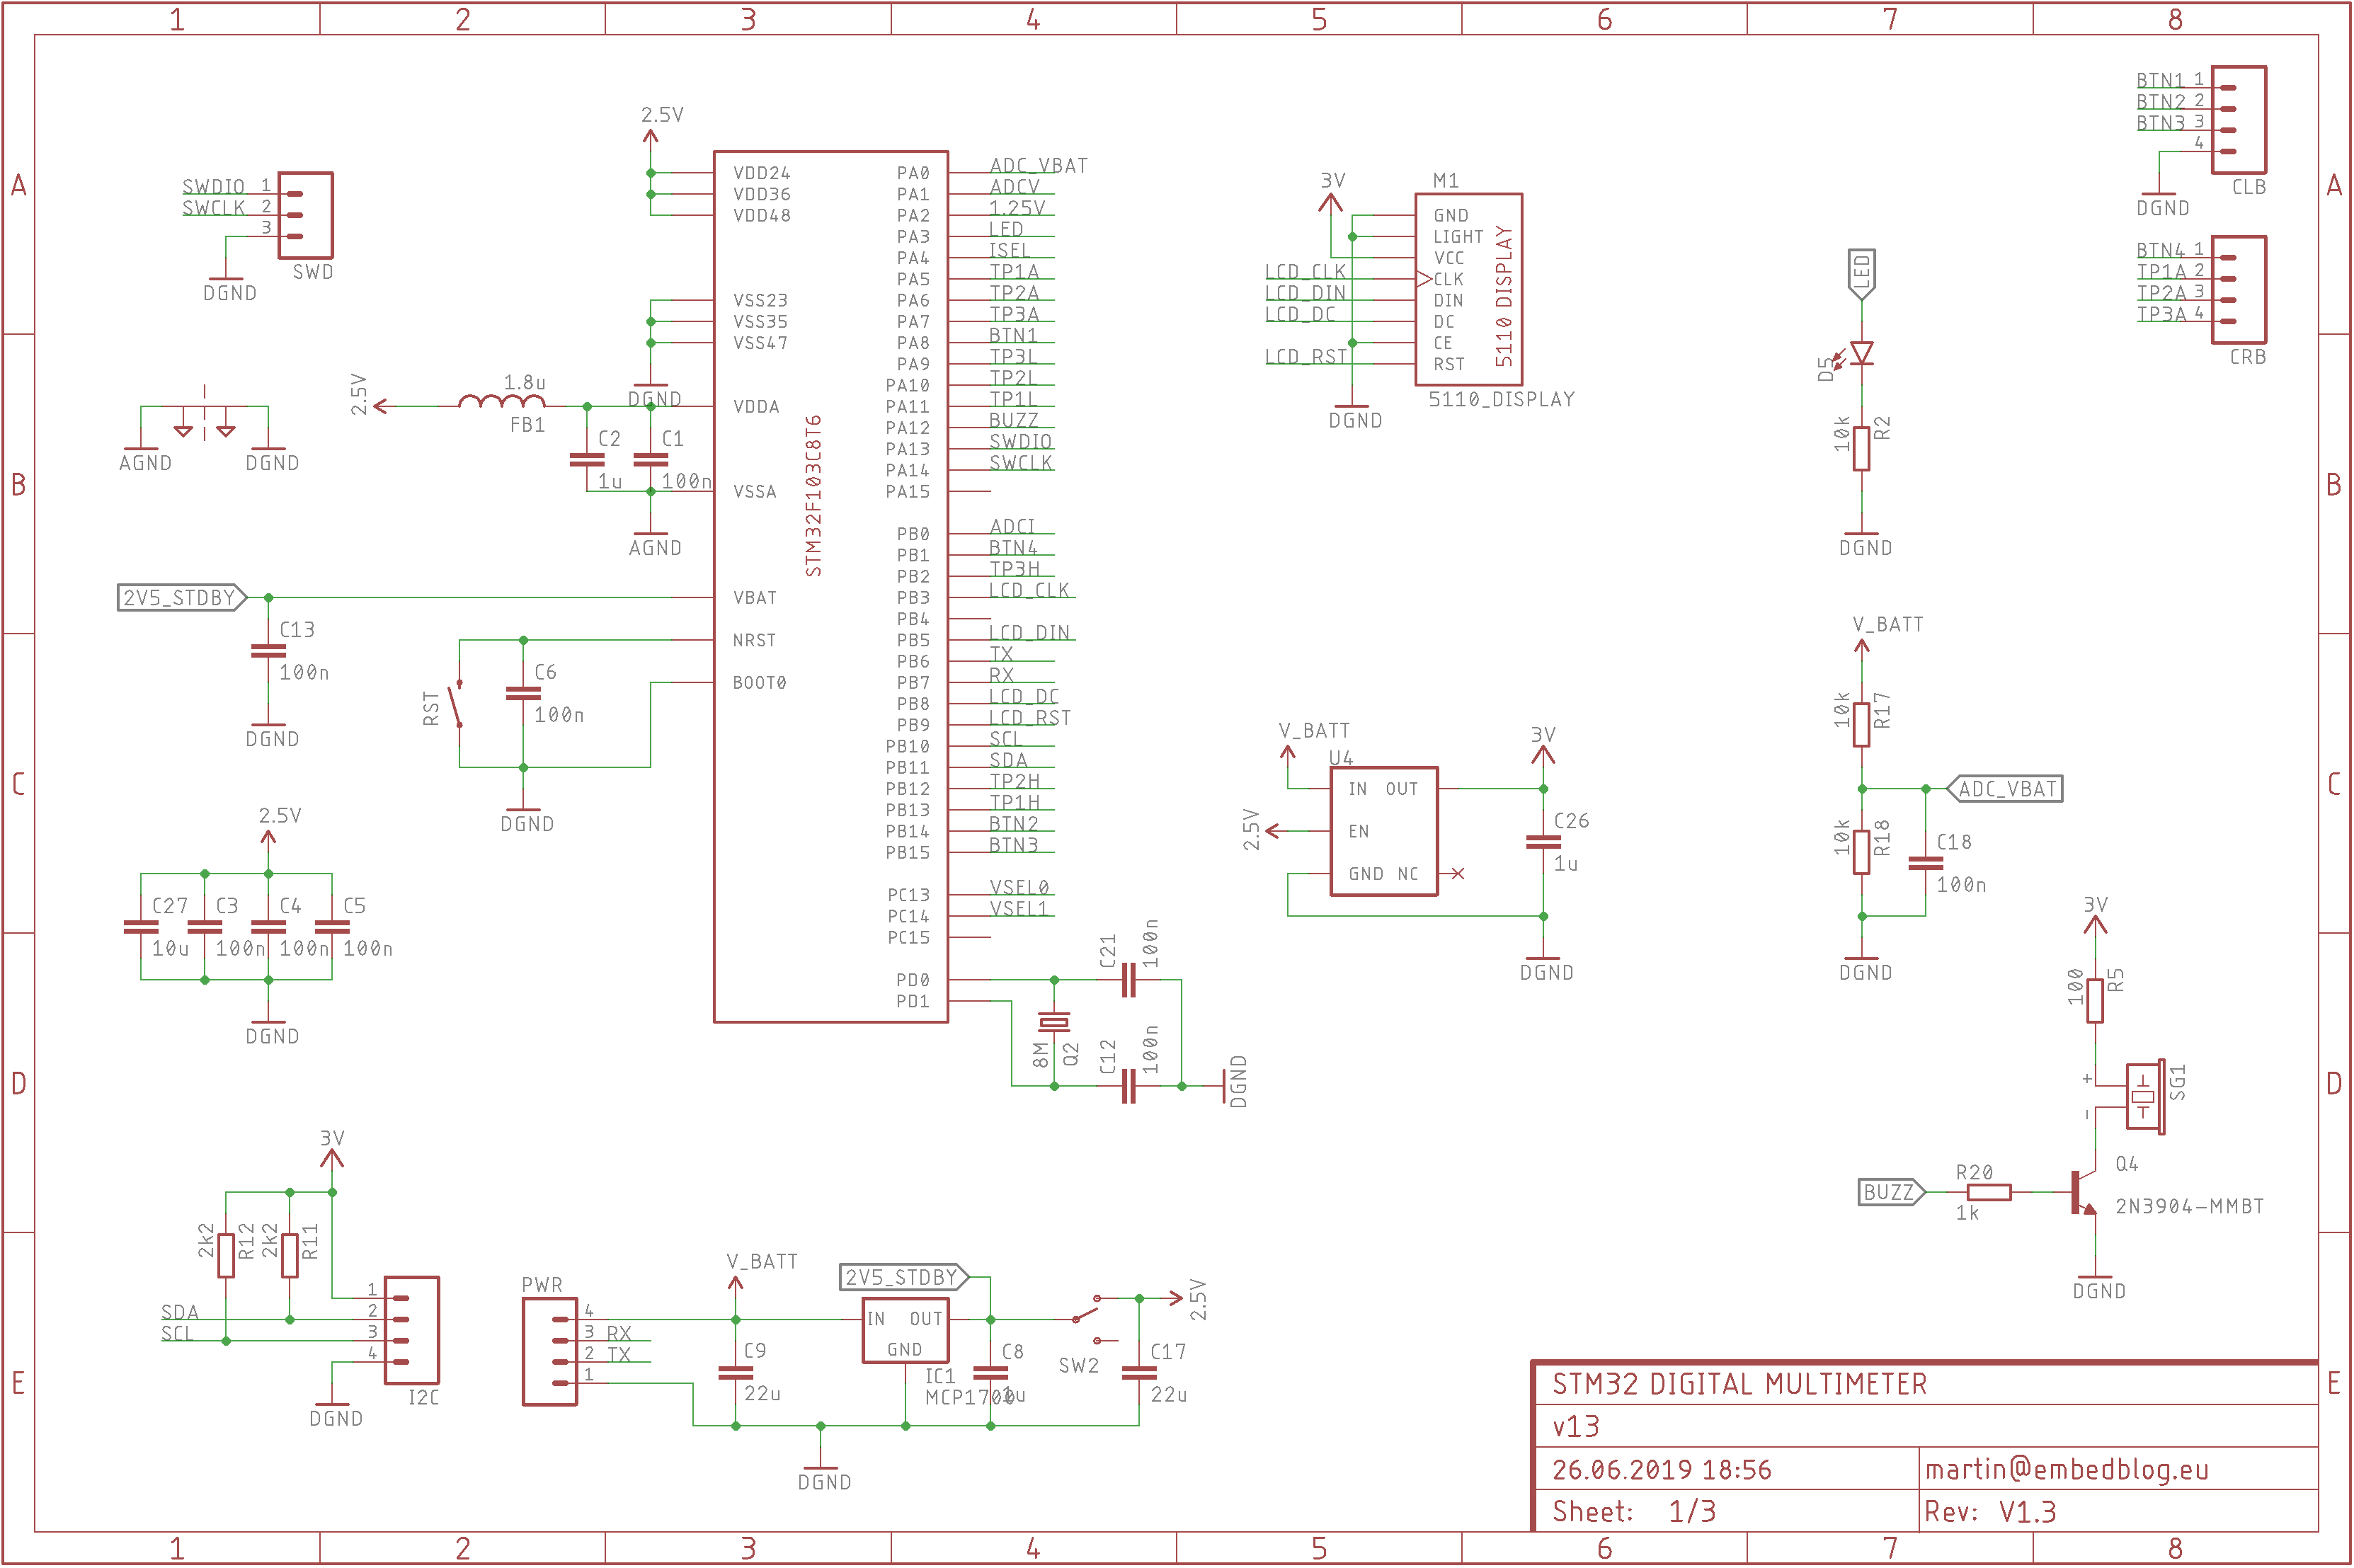 1 2 3 4 5 6 7 8
A
B
C
D
E
A
B
C
D
E
SWDIO 1
SWCLK 2
3
SWD
DGND
AGND
DGND
2V5_STDBY
C13
100n
DGND
2.5V
C27 C3 C4 C5
10u 100n 100n 100n
DGND
3V
2k2
R12
2k2
R11
1
SDA 2
SCL 3
4
I2C
DGND
2.5V
VDD24
VDD36
VDD48
VSS23
VSS35
VSS47
DGND
2.5V
1.8u
FB1
VDDA
C2 C1
1u 100n
VSSA
AGND
VBAT
NRST
BOOT0
RST
C6
100n
DGND
STM32F103C8T6
PA0 ADC_VBAT
PA1 ADCV
PA2 1.25V
PA3 LED
PA4 ISEL
PA5 TP1A
PA6 TP2A
PA7 TP3A
PA8 BTN1
PA9 TP3L
PA10 TP2L
PA11 TP1L
PA12 BUZZ
PA13 SWDIO
PA14 SWCLK
PA15
PB0 ADCI
PB1 BTN4
PB2 TP3H
PB3 LCD_CLK
PB4
PB5 LCD_DIN
PB6 TX
PB7 RX
PB8 LCD_DC
PB9 LCD_RST
PB10 SCL
PB11 SDA
PB12 TP2H
PB13 TP1H
PB14 BTN2
PB15 BTN3
PC13 VSEL0
PC14 VSEL1
PC15
PD0
PD1
C21
100n
8M
Q2
C12
100n
DGND
PWR
4
3 RX
2 TX
1
V_BATT
C9
22u
2V5_STDBY
IN OUT
GND
IC1
MCP1700
C8
1u
SW2
C17
22u
2.5V
DGND
3V
M1
GND
LIGHT
VCC
LCD_CLK CLK
LCD_DIN DIN
LCD_DC DC
CE
LCD_RST RST
5110 DISPLAY
5110_DISPLAY
DGND
V_BATT
U4
3V
IN OUT
2.5V
EN
GND NC
C26
1u
DGND
LED
D5
10k
R2
DGND
V_BATT
10k
R17
ADC_VBAT
10k
R18
C18
100n
DGND
BTN1 1
BTN2 2
BTN3 3
4
CLB
DGND
BTN4 1
TP1A 2
TP2A 3
TP3A 4
CRB
3V
100
R5
+
-
SG1
BUZZ
R20
1k
Q4
2N3904-MMBT
DGND
STM32 DIGITAL MULTIMETER
v13
26.06.2019 18:56 martin@embedblog.eu
Sheet: 1/3 Rev: V1.3
1 2 3 4 5 6 7 8